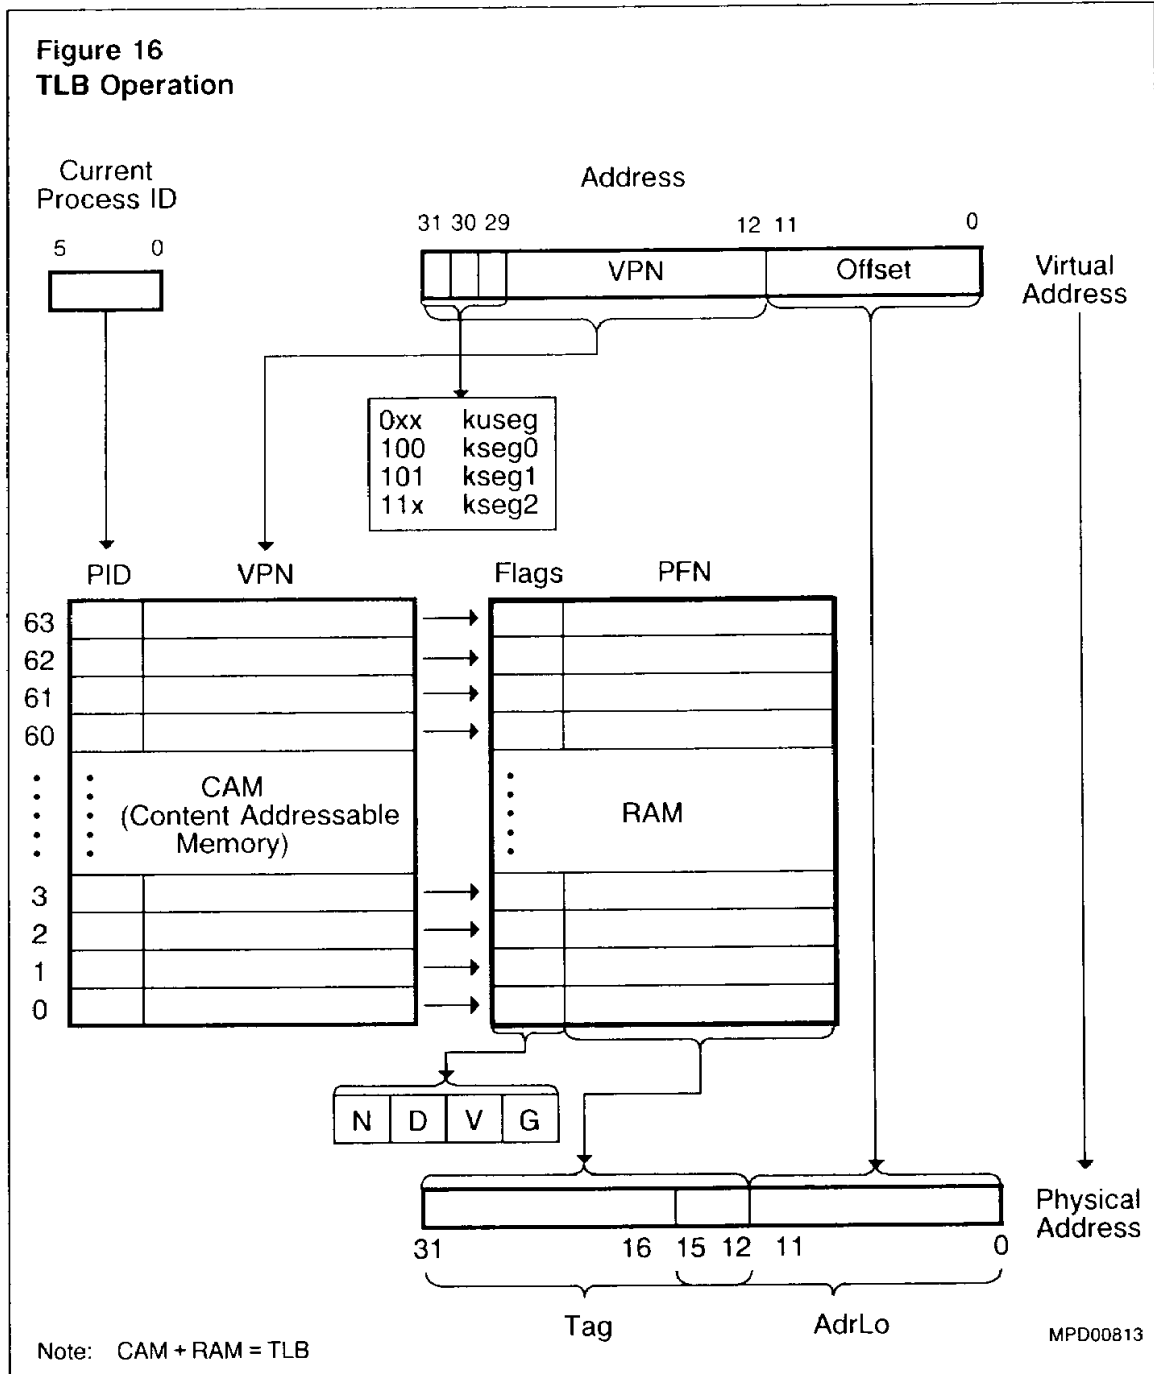 Figure 16
TLB Operation
Current
Process ID
5 0
Address
31 30 29 12 11 0
VPN Offset
Virtual
Address
0xx kuseg
100 kseg0
101 kseg1
11x kseg2
PID VPN Flags PFN
63
62
61
60
CAM
(Content Addressable
Memory)
RAM
3
2
1
0
N D V G
Physical
Address
31 16 15 12 11 0
Tag AdrLo
Note: CAM + RAM = TLB
MPD00813